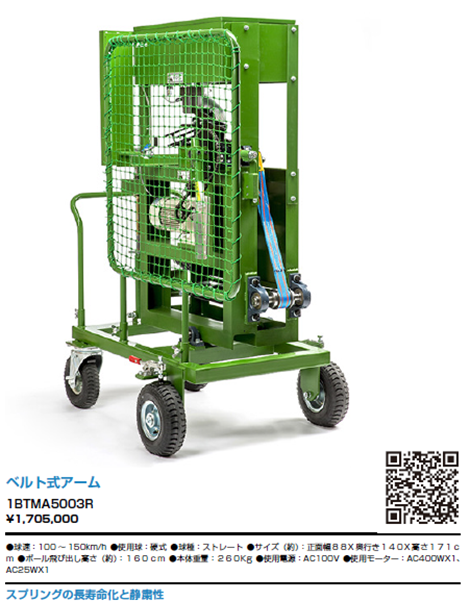 ベルト式アーム
1BTMA5003R
¥1,705,000
●球速：100～150km/h ●使用球：硬式 ●球種：ストレート ●サイズ（約）：正面幅88X奥行き140X高さ171c
m ●ボール飛び出し高さ（約）：160cm ●本体重量：260Kg ●使用電源：AC100V ●使用モーター：AC400WX1、
AC25WX1
スプリングの長寿命化と静粛性